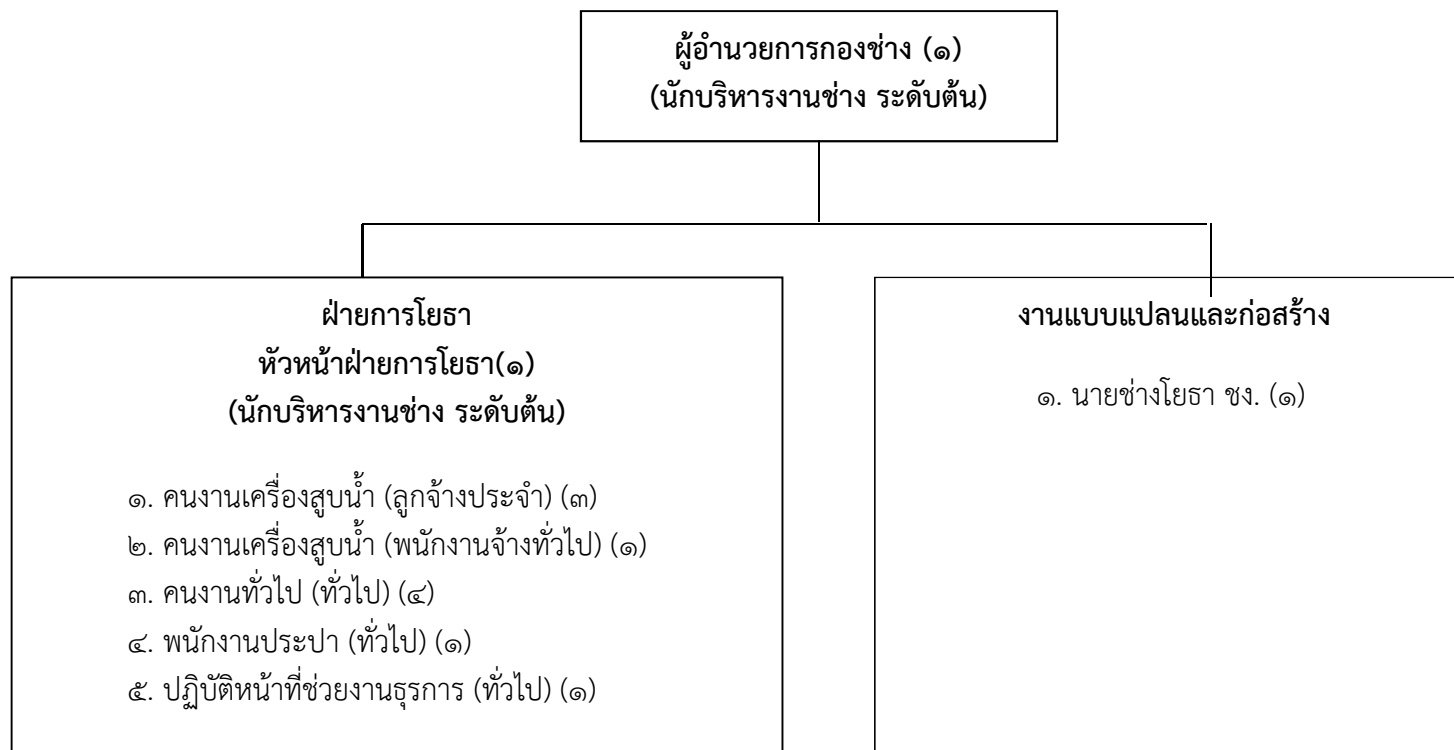 ผู้อำนวยการกองช่าง (๑)
(นักบริหารงานช่าง ระดับต้น)
ฝ่ายการโยธา
หัวหน้าฝ่ายการโยธา(๑)
(นักบริหารงานช่าง ระดับต้น)
๑. คนงานเครื่องสูบน้ำ (ลูกจ้างประจำ) (๓)
๒. คนงานเครื่องสูบน้ำ (พนักงานจ้างทั่วไป) (๑)
๓. คนงานทั่วไป (ทั่วไป) (๔)
๔. พนักงานประปา (ทั่วไป) (๑)
๕. ปฏิบัติหน้าที่ช่วยงานธุรการ (ทั่วไป) (๑)
งานแบบแปลนและก่อสร้าง
๑. นายช่างโยธา ชง. (๑)